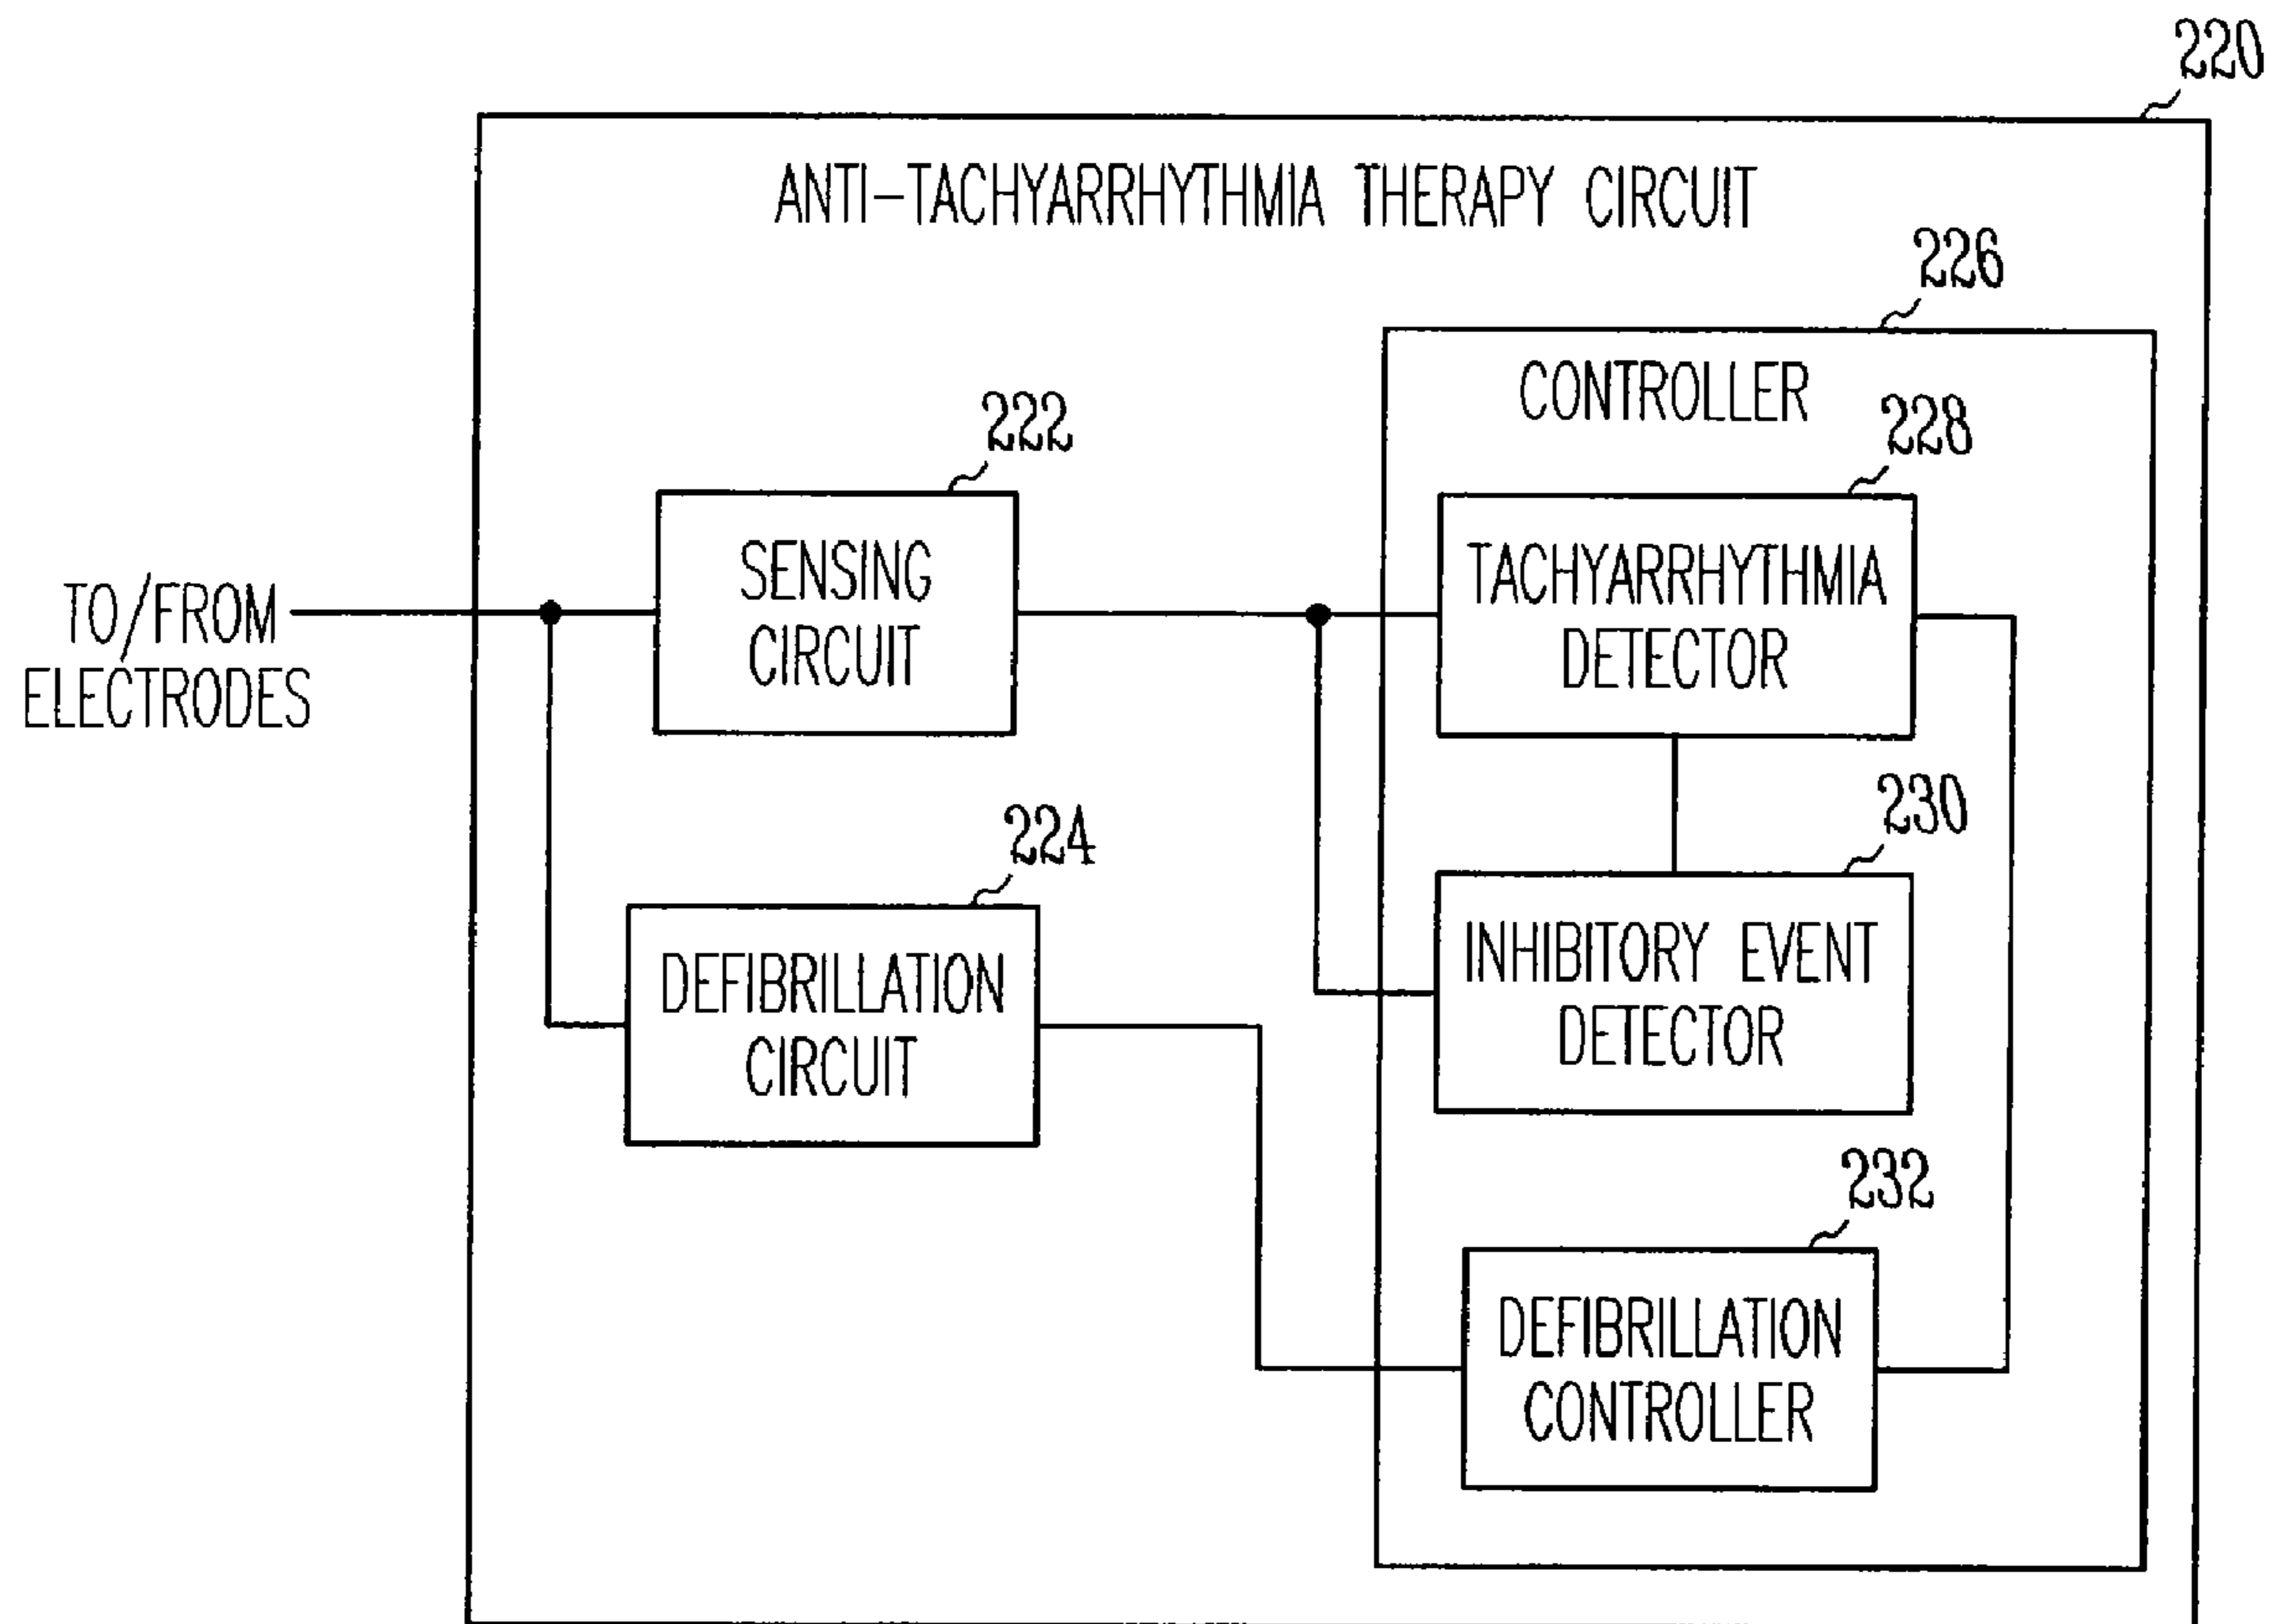 220
ANTI-TACHYARRHYTHMIA THERAPY CIRCUIT
226
CONTROLLER
222
228
SENSING
CIRCUIT
TACHYARRHYTHMIA
DETECTOR
TO/FROM
ELECTRODES
224
230
DEFIBRILLATION
CIRCUIT
INHIBITORY EVENT
DETECTOR
232
DEFIBRILLATION
CONTROLLER